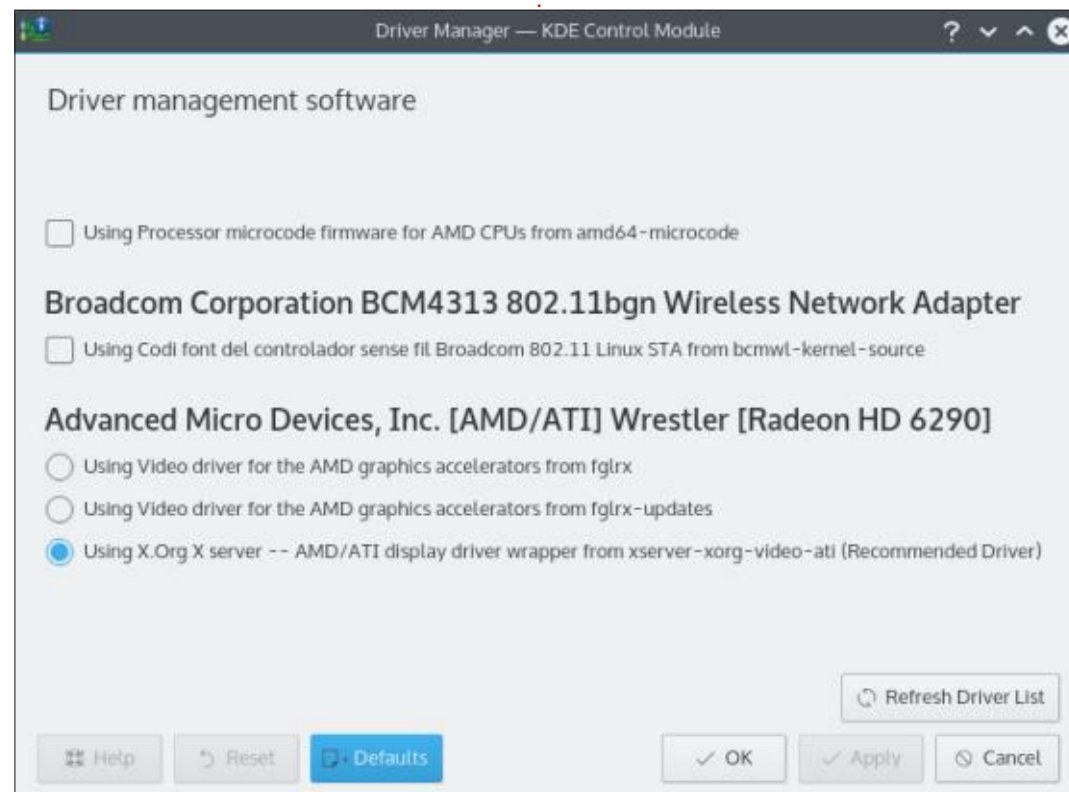 Driver Manager — KDE Control Module
?
Driver management software
Using Processor microcode firmware for AMD CPUs from amd64-microcode
Broadcom Corporation BCM4313 802.11bgn Wireless Network Adapter
Using Codi font del controlador sense fil Broadcom 802.11 Linux STA from bcmwl-kernel-source
Advanced Micro Devices, Inc. [AMD/ATI] Wrestler [Radeon HD 6290]
Using Video driver for the AMD graphics accelerators from fglrx
Using Video driver for the AMD graphics accelerators from fglrx-updates
Using X.Org X server -- AMD/ATI display driver wrapper from xserver-xorg-video-ati (Recommended Driver)
Refresh Driver List
Help Reset Defaults OK Apply Cancel